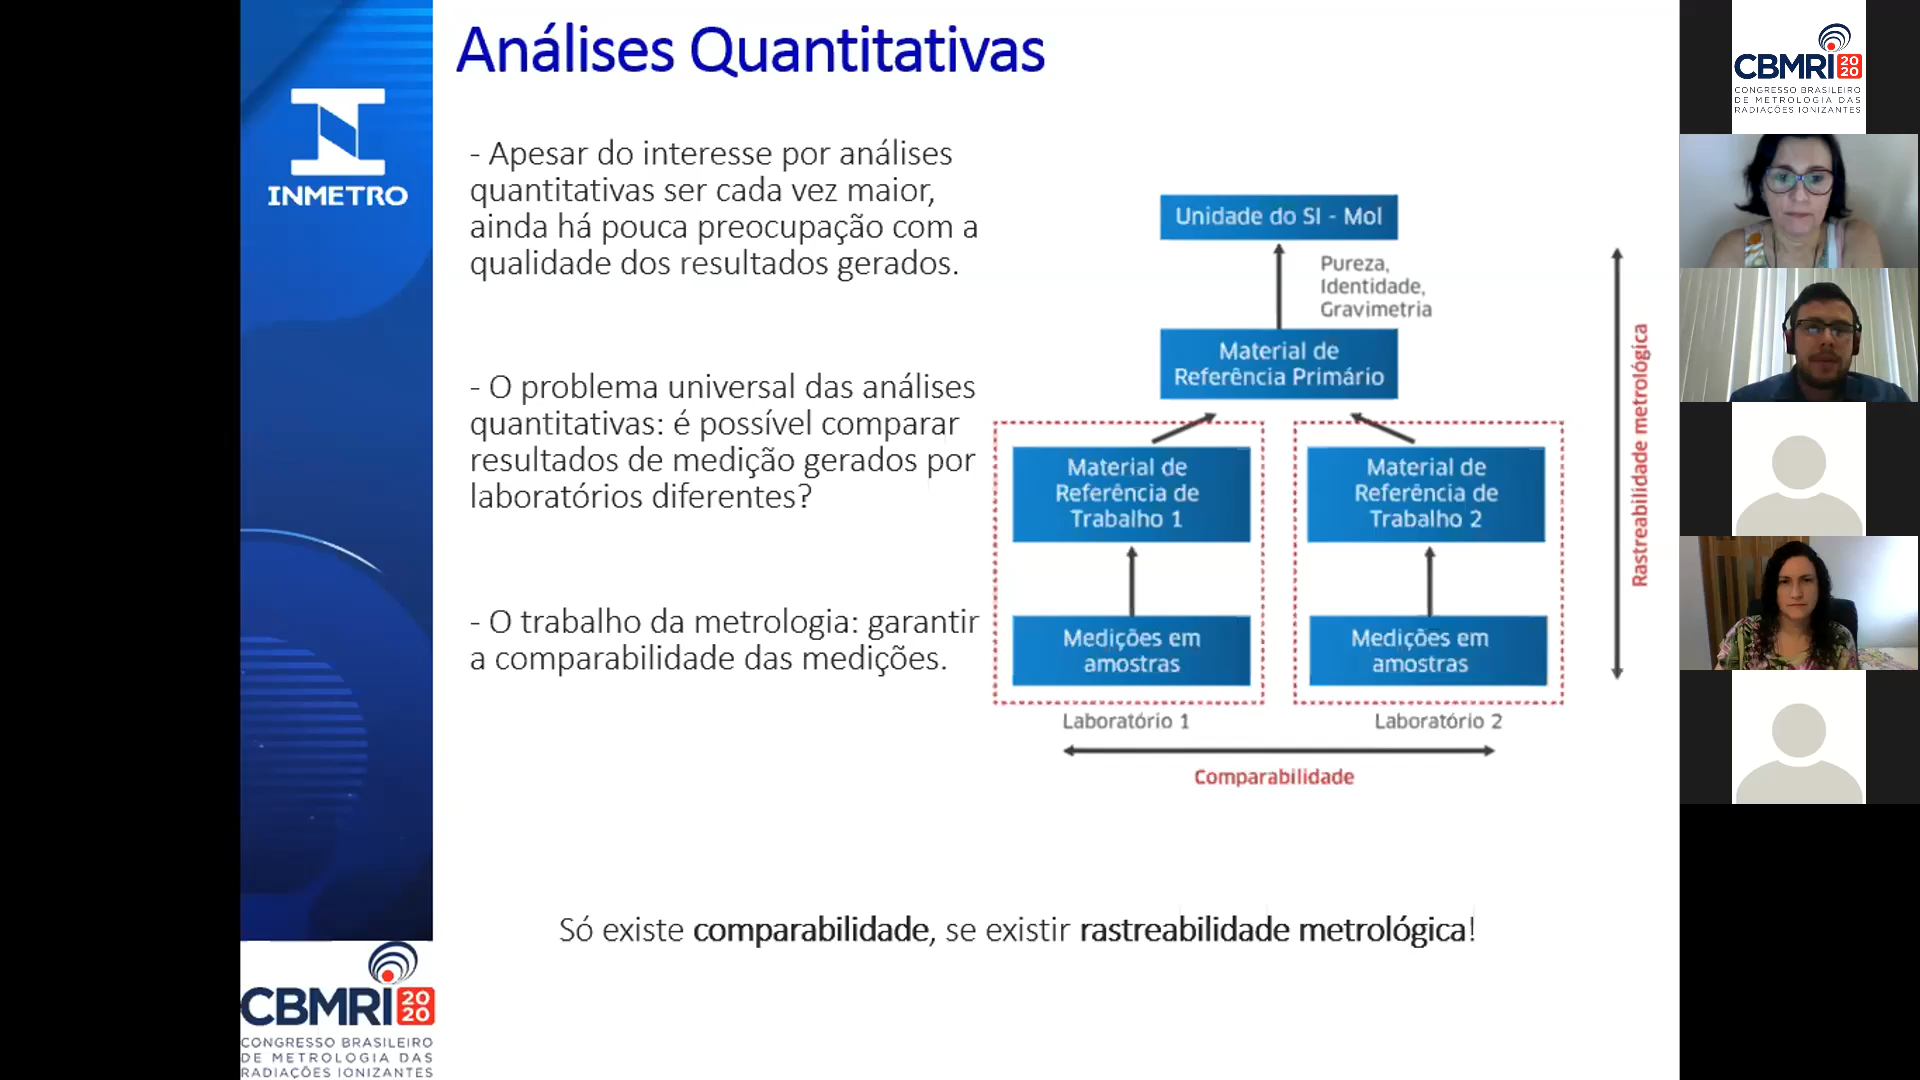 Análises Quantitativas
INMETRO
- Apesar do interesse por análises
quantitativas ser cada vez maior,
ainda há pouca preocupação com a
qualidade dos resultados gerados.
- O problema universal das análises
quantitativas: é possível comparar
resultados de medição gerados por
laboratórios diferentes?
- O trabalho da metrologia: garantir
a comparabilidade das medições.
Unidade do SI - Mol
Pureza,
Identidade,
Gravimetria
Material de
Referência Primário
Material de
Referência de
Trabalho 1
Material de
Referência de
Trabalho 2
Medições em
amostras
Medições em
amostras
Laboratório 1
Laboratório 2
Comparabilidade
Rastreabilidade metrológica
Só existe comparabilidade, se existir rastreabilidade metrológica!
CBMRI 20
20
CONGRESSO BRASILEIRO
DE METROLOGIA DAS
RADIAÇÕES IONIZANTES
CBMRI 20
20
CONGRESSO BRASILEIRO
DE METROLOGIA DAS
RADIAÇÕES IONIZANTES